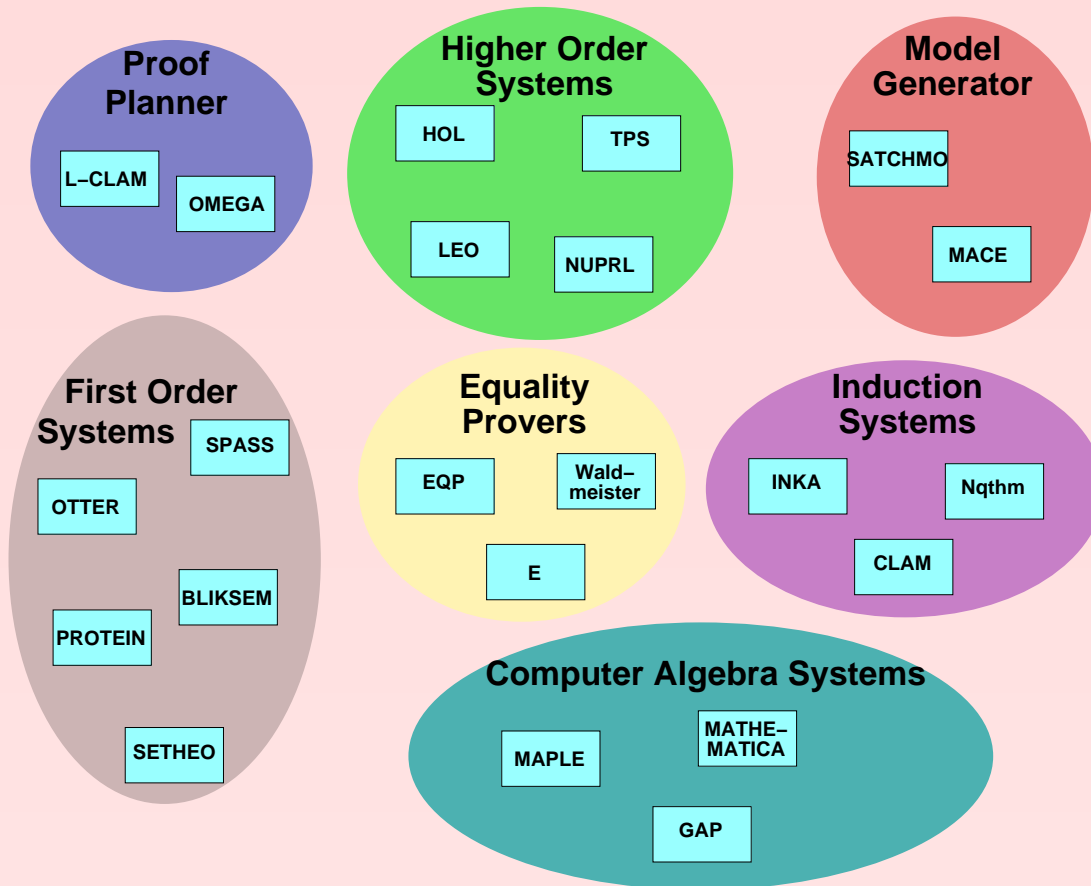 Proof
Planner
L–CLAM
OMEGA
Higher Order
Systems
HOL
TPS
LEO
NUPRL
Model
Generator
SATCHMO
MACE
First Order
Systems
SPASS
OTTER
BLIKSEM
PROTEIN
SETHEO
Equality
Provers
EQP
Wald–
meister
E
Induction
Systems
INKA
Nqthm
CLAM
Computer Algebra Systems
MAPLE
MATHE–
MATICA
GAP